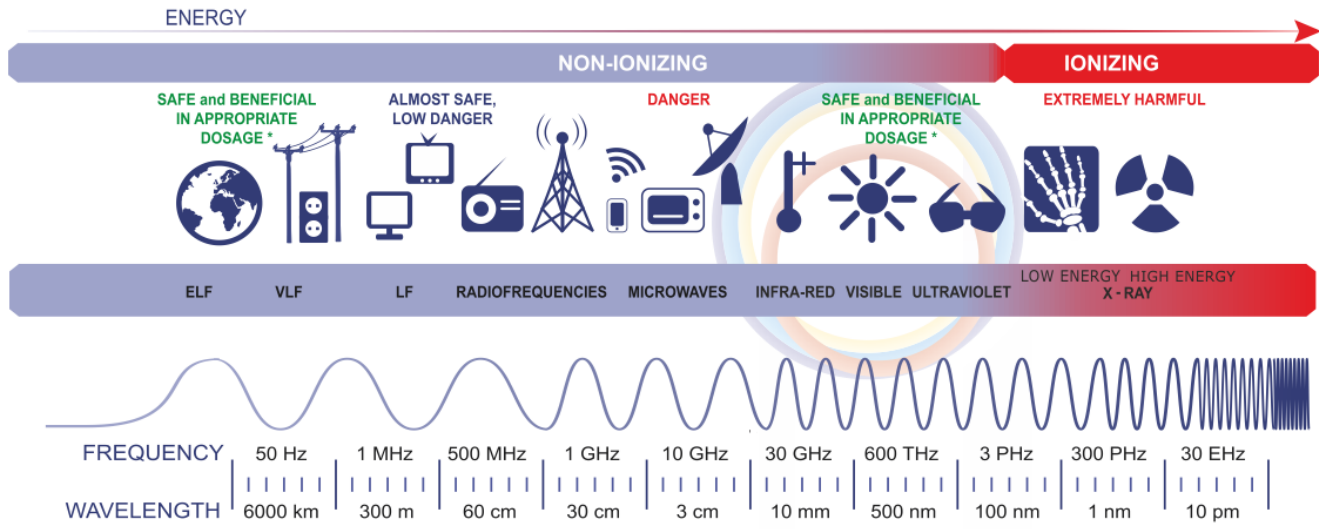 ENERGY
NON-IONIZING
IONIZING
SAFE and BENEFICIAL
IN APPROPRIATE
DOSAGE *
ALMOST SAFE,
LOW DANGER
DANGER
SAFE and BENEFICIAL
IN APPROPRIATE
DOSAGE *
EXTREMELY HARMFUL
ELF VLF LF RADIOFREQUENCIES MICROWAVES INFRA-RED VISIBLE ULTRAVIOLET
LOW ENERGY HIGH ENERGY
X - RAY
FREQUENCY 50 Hz 1 MHz 500 MHz 1 GHz 10 GHz 30 GHz 600 THz 3 PHz 300 PHz 30 EHz
WAVELENGTH 6000 km 300 m 60 cm 30 cm 3 cm 10 mm 500 nm 100 nm 1 nm 10 pm